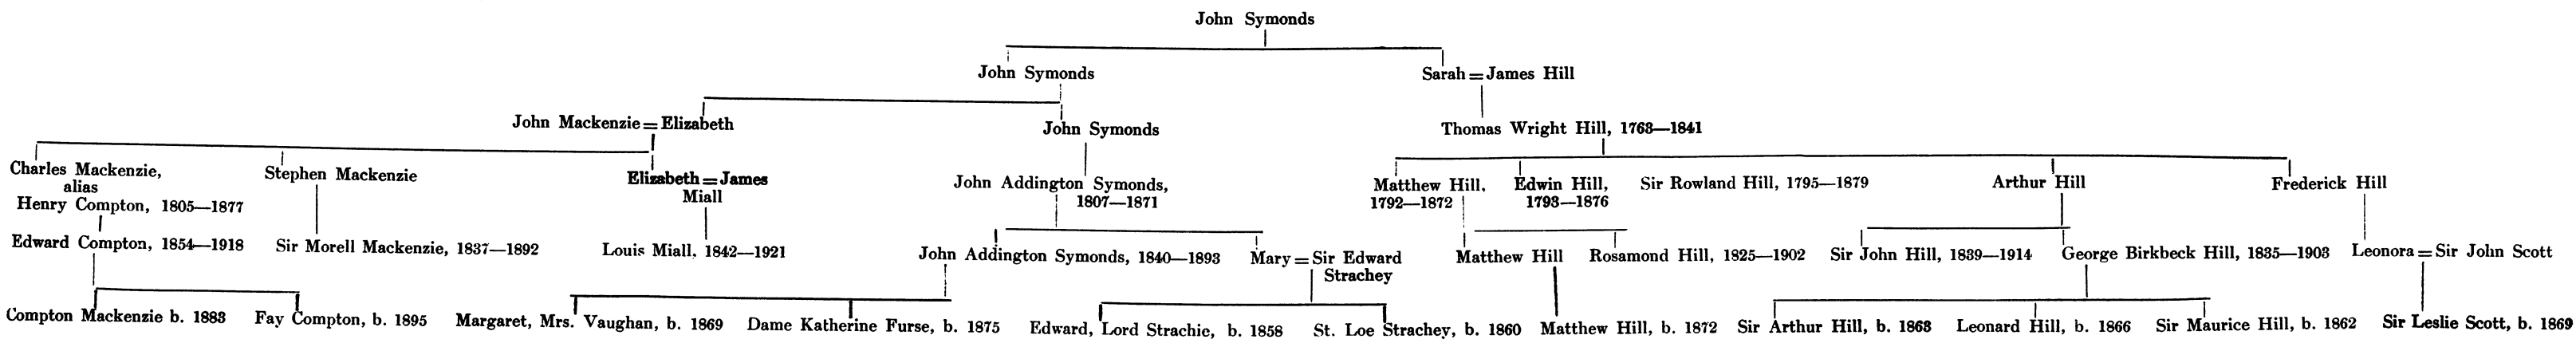 John Symonds
John Symonds
Sarah = James Hill
John Mackenzie = Elizabeth
John Symonds
Thomas Wright Hill, 1763—1841
Charles Mackenzie,
alias
Henry Compton, 1805—1877
Stephen Mackenzie
Elizabeth = James
Miall
John Addington Symonds,
1807—1871
Matthew Hill,
1792—1872
Edwin Hill,
1793—1876
Sir Rowland Hill, 1795—1879
Arthur Hill
Frederick Hill
Edward Compton, 1854—1918
Sir Morell Mackenzie, 1837—1892
Louis Miall, 1842—1921
John Addington Symonds, 1840—1893
Mary = Sir Edward
Strachey
Matthew Hill
Rosamond Hill, 1825—1902
Sir John Hill, 1839—1914
George Birkbeck Hill, 1835—1903
Leonora = Sir John Scott
Compton Mackenzie b. 1883
Fay Compton, b. 1895
Margaret, Mrs. Vaughan, b. 1869
Dame Katherine Furse, b. 1875
Edward, Lord Strachie, b. 1858
St. Loe Strachey, b. 1860
Matthew Hill, b. 1872
Sir Arthur Hill, b. 1863
Leonard Hill, b. 1866
Sir Maurice Hill, b. 1862
Sir Leslie Scott, b. 1869